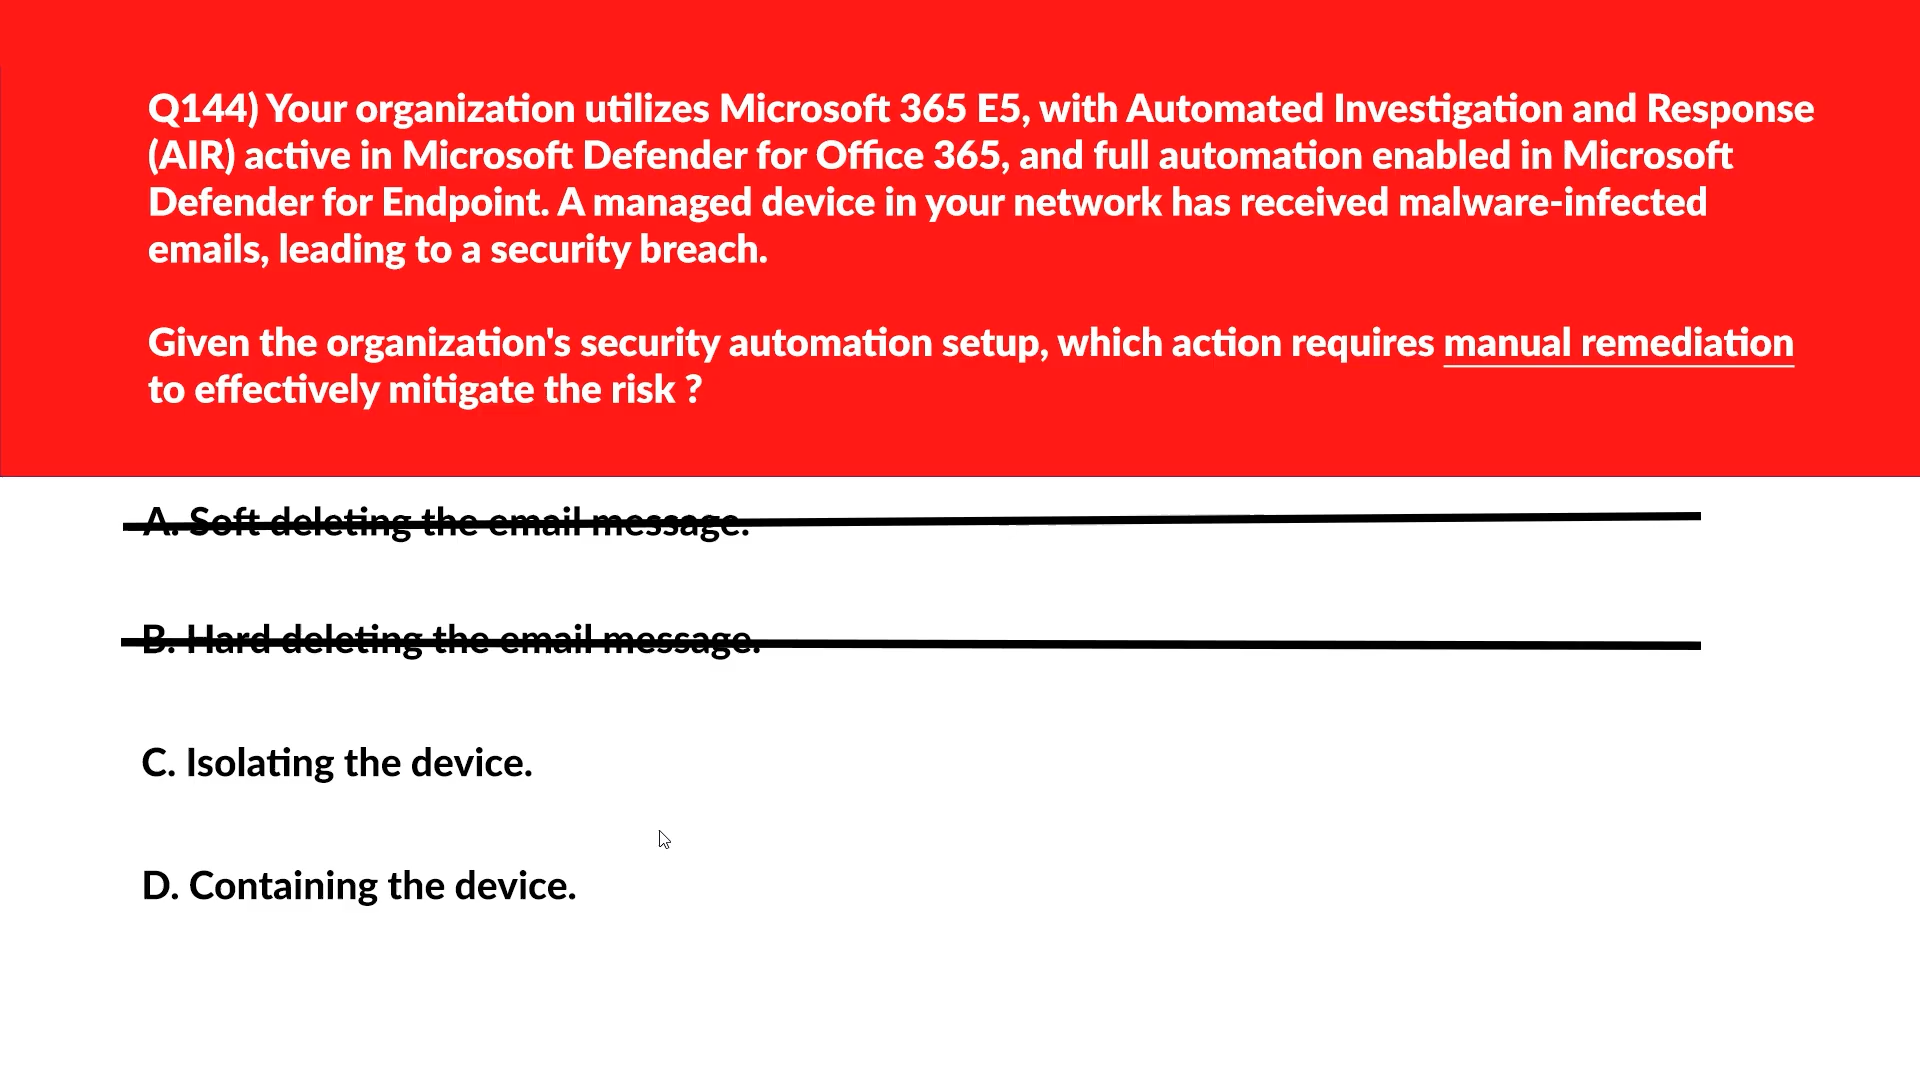 Q144) Your organization utilizes Microsoft 365 E5, with Automated Investigation and Response
(AIR) active in Microsoft Defender for Office 365, and full automation enabled in Microsoft
Defender for Endpoint. A managed device in your network has received malware-infected
emails, leading to a security breach.
Given the organization's security automation setup, which action requires manual remediation
to effectively mitigate the risk ?
A. Soft deleting the email message.
B. Hard deleting the email message.
C. Isolating the device.
D. Containing the device.